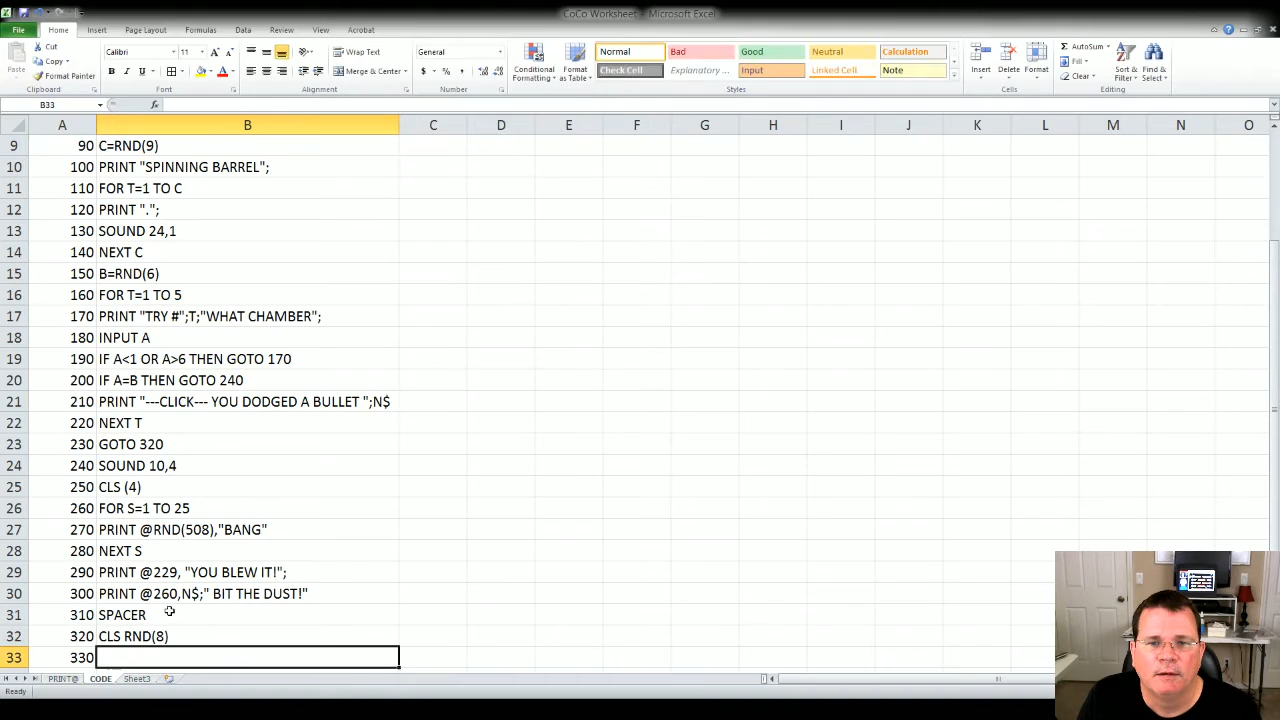 CoCo Worksheet - Microsoft Excel
File Home Insert Page Layout Formulas Data Review View Acrobat
Cut Calibri 11 Wrap Text General Normal Bad Good Neutral Calculation AutoSum
Paste Copy Merge & Center Conditional Formatting Format as Table Check Cell Explanatory ... Input Linked Cell Note Insert Delete Format Fill Sort & Filter Find & Select
Format Painter Clear
Clipboard Font Alignment Number Styles Cells Editing
B33 fx
A B C D E F G H I J K L M N O
9 90 C=RND(9)
10 100 PRINT "SPINNING BARREL";
11 110 FOR T=1 TO C
12 120 PRINT ".";
13 130 SOUND 24,1
14 140 NEXT C
15 150 B=RND(6)
16 160 FOR T=1 TO 5
17 170 PRINT "TRY #";T;"WHAT CHAMBER";
18 180 INPUT A
19 190 IF A<1 OR A>6 THEN GOTO 170
20 200 IF A=B THEN GOTO 240
21 210 PRINT "---CLICK--- YOU DODGED A BULLET ";N$
22 220 NEXT T
23 230 GOTO 320
24 240 SOUND 10,4
25 250 CLS (4)
26 260 FOR S=1 TO 25
27 270 PRINT @RND(508),"BANG"
28 280 NEXT S
29 290 PRINT @229, "YOU BLEW IT!";
30 300 PRINT @260,N$;" BIT THE DUST!"
31 310 SPACER
32 320 CLS RND(8)
33 330
PRINT@ CODE Sheet3
Ready